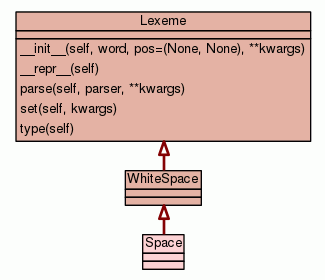 Lexeme
__init__(self, word, pos=(None, None), **kwargs)
__repr__(self)
parse(self, parser, **kwargs)
set(self, kwargs)
type(self)
WhiteSpace
Space